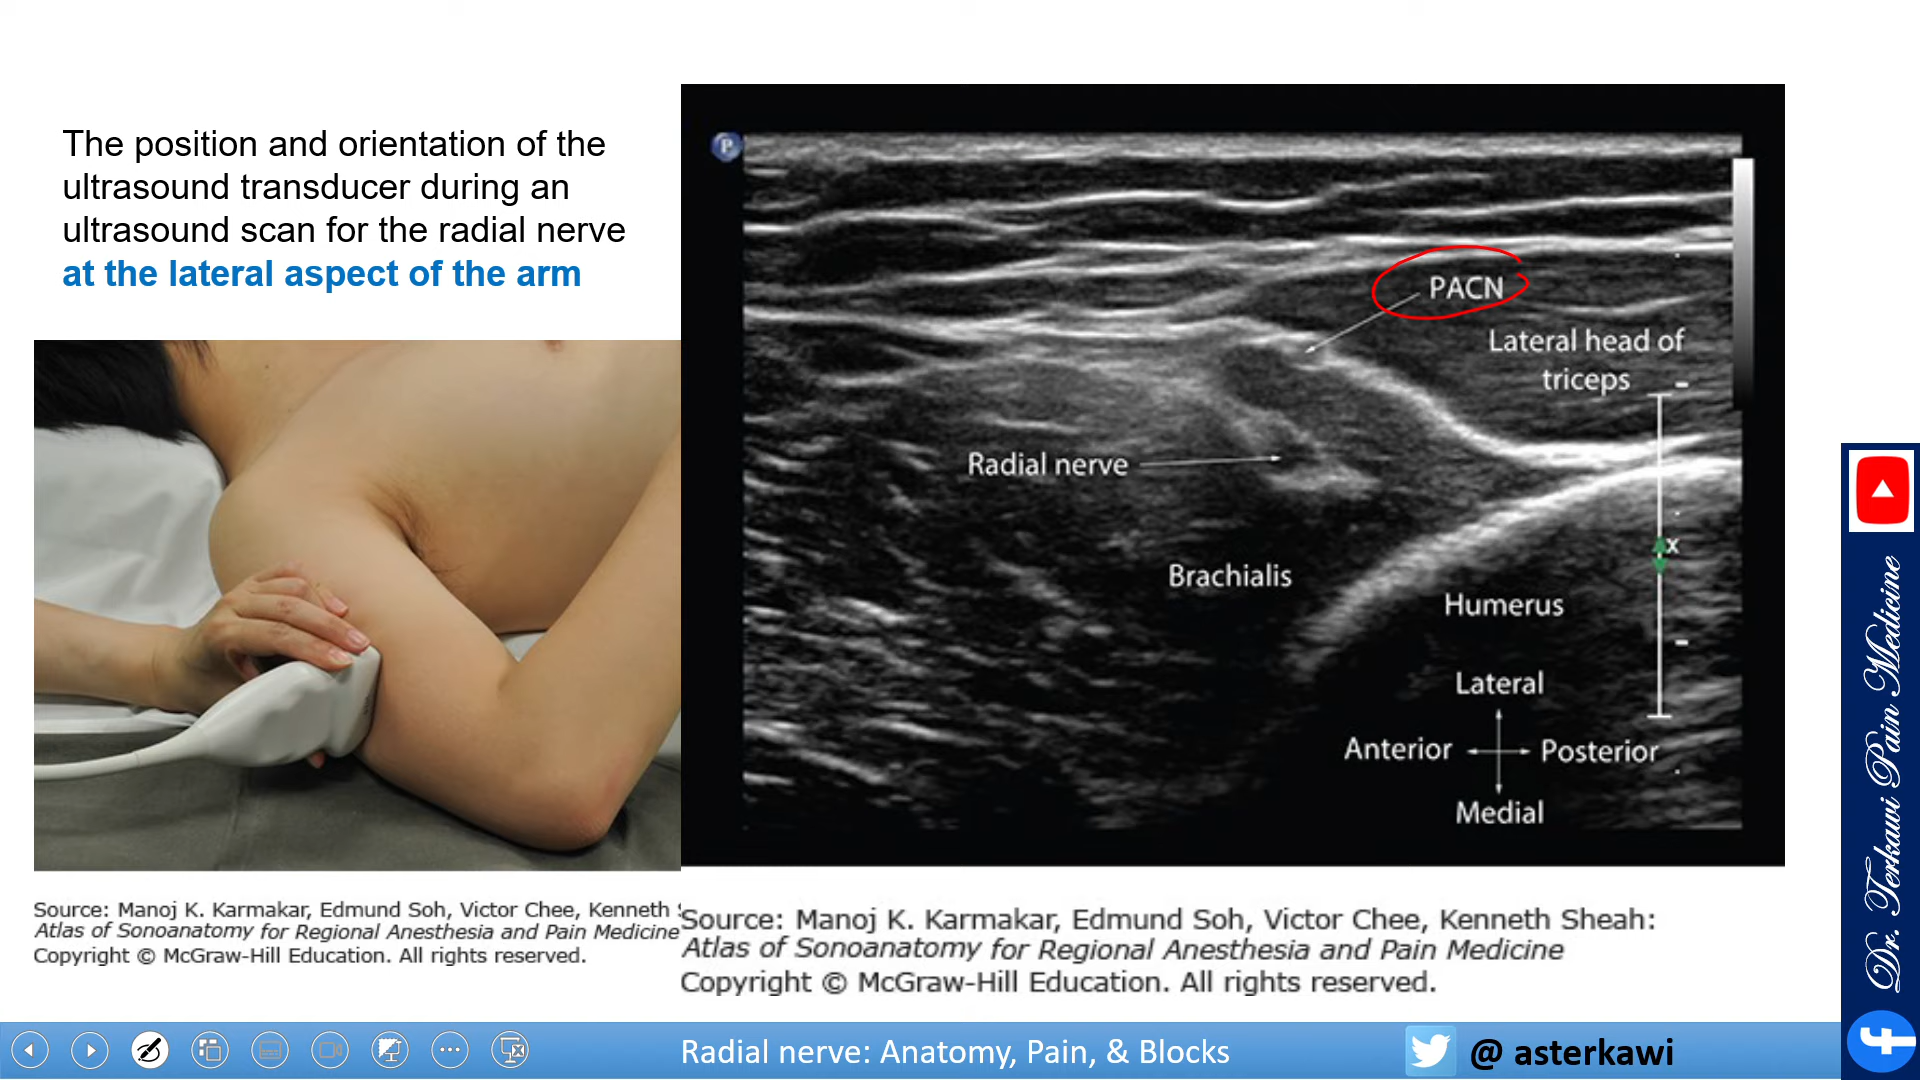 The position and orientation of the
ultrasound transducer during an
ultrasound scan for the radial nerve
at the lateral aspect of the arm
P
PACN
Lateral head of
triceps
Radial nerve
Brachialis
x
Humerus
Lateral
Anterior
Posterior
Medial
Source: Manoj K. Karmakar, Edmund Soh, Victor Chee, Kenneth
Atlas of Sonoanatomy for Regional Anesthesia and Pain Medicine
Copyright © McGraw-Hill Education. All rights reserved.
Source: Manoj K. Karmakar, Edmund Soh, Victor Chee, Kenneth Sheah:
Atlas of Sonoanatomy for Regional Anesthesia and Pain Medicine
Copyright © McGraw-Hill Education. All rights reserved.
Dr. Terkawi Pain Medicine
Radial nerve: Anatomy, Pain, & Blocks
@ asterkawi